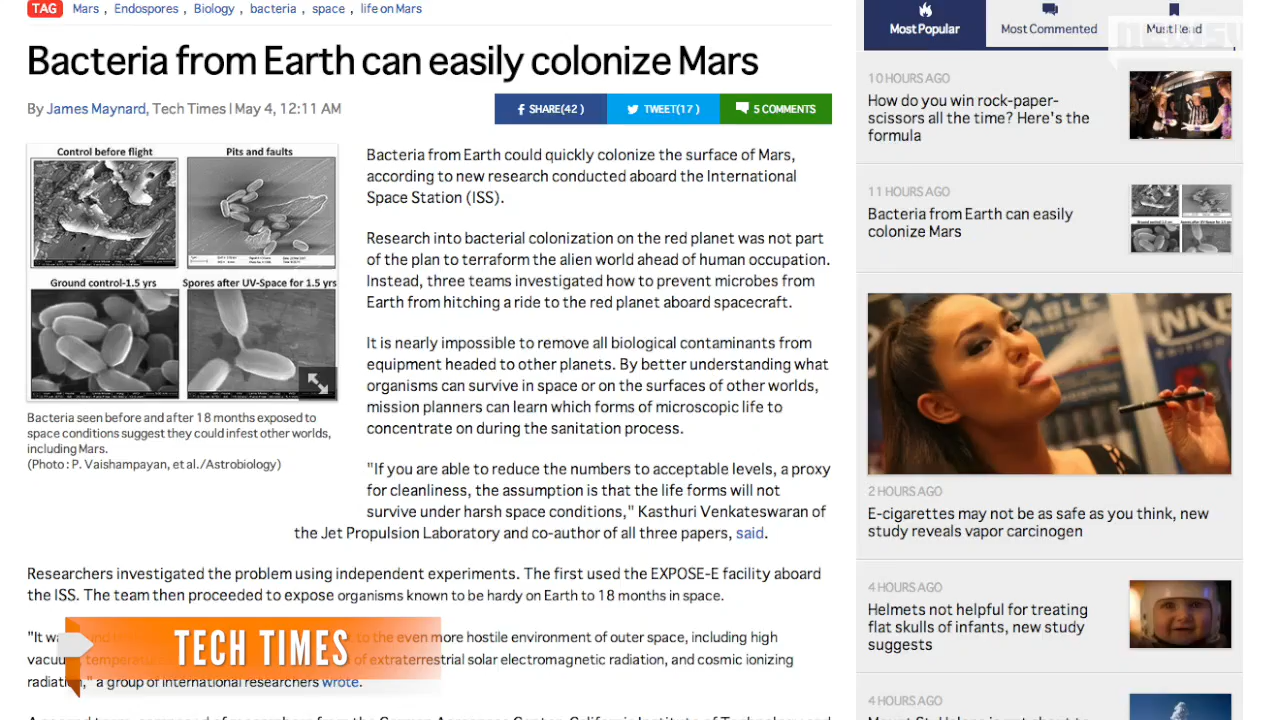 TAG Mars , Endospores , Biology , bacteria , space , life on Mars
Bacteria from Earth can easily colonize Mars
By James Maynard, Tech Times | May 4, 12:11 AM
SHARE(42 ) TWEET(17 ) 5 COMMENTS
Control before flight Pits and faults
Ground control-1.5 yrs Spores after UV-Space for 1.5 yrs
Bacteria seen before and after 18 months exposed to
space conditions suggest they could infest other worlds,
including Mars.
(Photo : P. Vaishampayan, et al./Astrobiology)
Bacteria from Earth could quickly colonize the surface of Mars,
according to new research conducted aboard the International
Space Station (ISS).
Research into bacterial colonization on the red planet was not part
of the plan to terraform the alien world ahead of human occupation.
Instead, three teams investigated how to prevent microbes from
Earth from hitching a ride to the red planet aboard spacecraft.
It is nearly impossible to remove all biological contaminants from
equipment headed to other planets. By better understanding what
organisms can survive in space or on the surfaces of other worlds,
mission planners can learn which forms of microscopic life to
concentrate on during the sanitation process.
"If you are able to reduce the numbers to acceptable levels, a proxy
for cleanliness, the assumption is that the life forms will not
survive under harsh space conditions," Kasthuri Venkateswaran of
the Jet Propulsion Laboratory and co-author of all three papers, said.
Researchers investigated the problem using independent experiments. The first used the EXPOSE-E facility aboard
the ISS. The team then proceeded to expose organisms known to be hardy on Earth to 18 months in space.
"It to the even more hostile environment of outer space, including high
of extraterrestrial solar electromagnetic radiation, and cosmic ionizing
radiation," a group of international researchers wrote.
TECH TIMES
Most Popular Most Commented Must Read
newsy
10 HOURS AGO
How do you win rock-paper-
scissors all the time? Here's the
formula
11 HOURS AGO
Bacteria from Earth can easily
colonize Mars
2 HOURS AGO
E-cigarettes may not be as safe as you think, new
study reveals vapor carcinogen
4 HOURS AGO
Helmets not helpful for treating
flat skulls of infants, new study
suggests
4 HOURS AGO